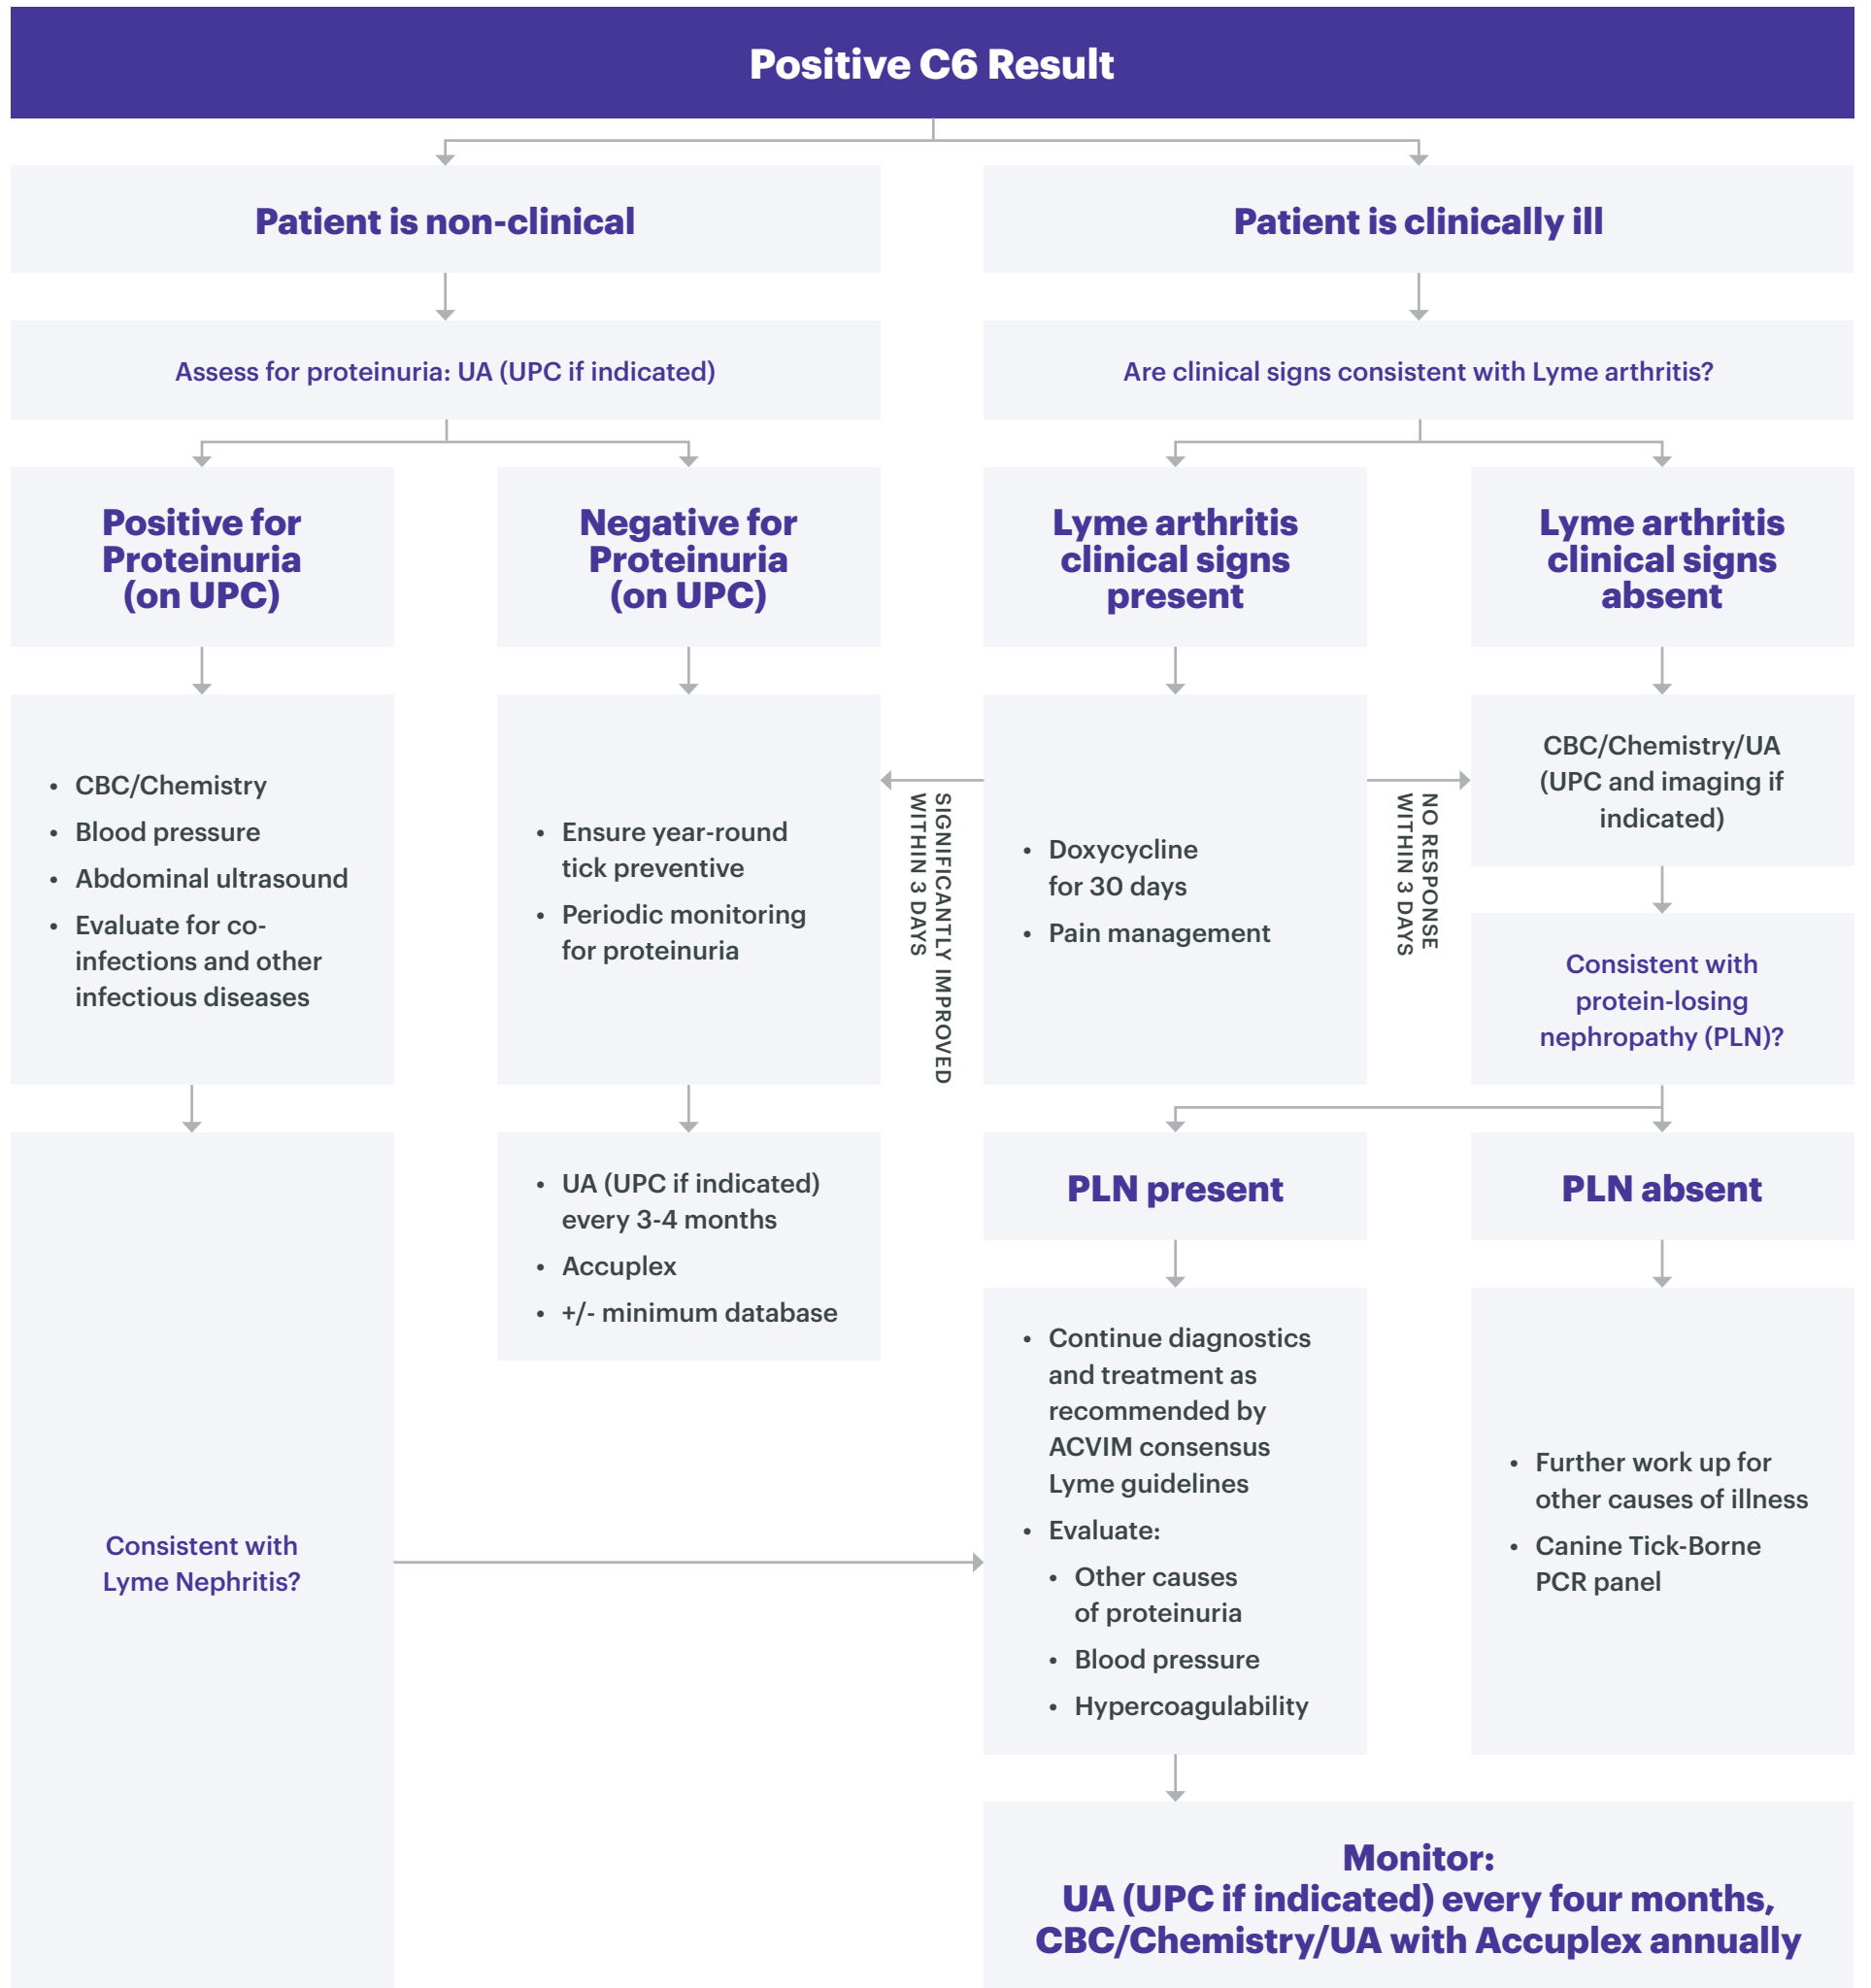 Positive C6 Result
Patient is non-clinical
Patient is clinically ill
Assess for proteinuria: UA (UPC if indicated)
Are clinical signs consistent with Lyme arthritis?
Positive for
Proteinuria
(on UPC)
Negative for
Proteinuria
(on UPC)
Lyme arthritis
clinical signs
present
Lyme arthritis
clinical signs
absent
• CBC/Chemistry
• Blood pressure
• Abdominal ultrasound
• Evaluate for co-
infections and other
infectious diseases
• Ensure year-round
tick preventive
• Periodic monitoring
for proteinuria
SIGNIFICANTLY IMPROVED
WITHIN 3 DAYS
• Doxycycline
for 30 days
• Pain management
NO RESPONSE
WITHIN 3 DAYS
CBC/Chemistry/UA
(UPC and imaging if
indicated)
Consistent with
protein-losing
nephropathy (PLN)?
Consistent with
Lyme Nephritis?
• UA (UPC if indicated)
every 3-4 months
• Accuplex
• +/- minimum database
PLN present
PLN absent
• Continue diagnostics
and treatment as
recommended by
ACVIM consensus
Lyme guidelines
• Evaluate:
• Other causes
of proteinuria
• Blood pressure
• Hypercoagulability
• Further work up for
other causes of illness
• Canine Tick-Borne
PCR panel
Monitor:
UA (UPC if indicated) every four months,
CBC/Chemistry/UA with Accuplex annually